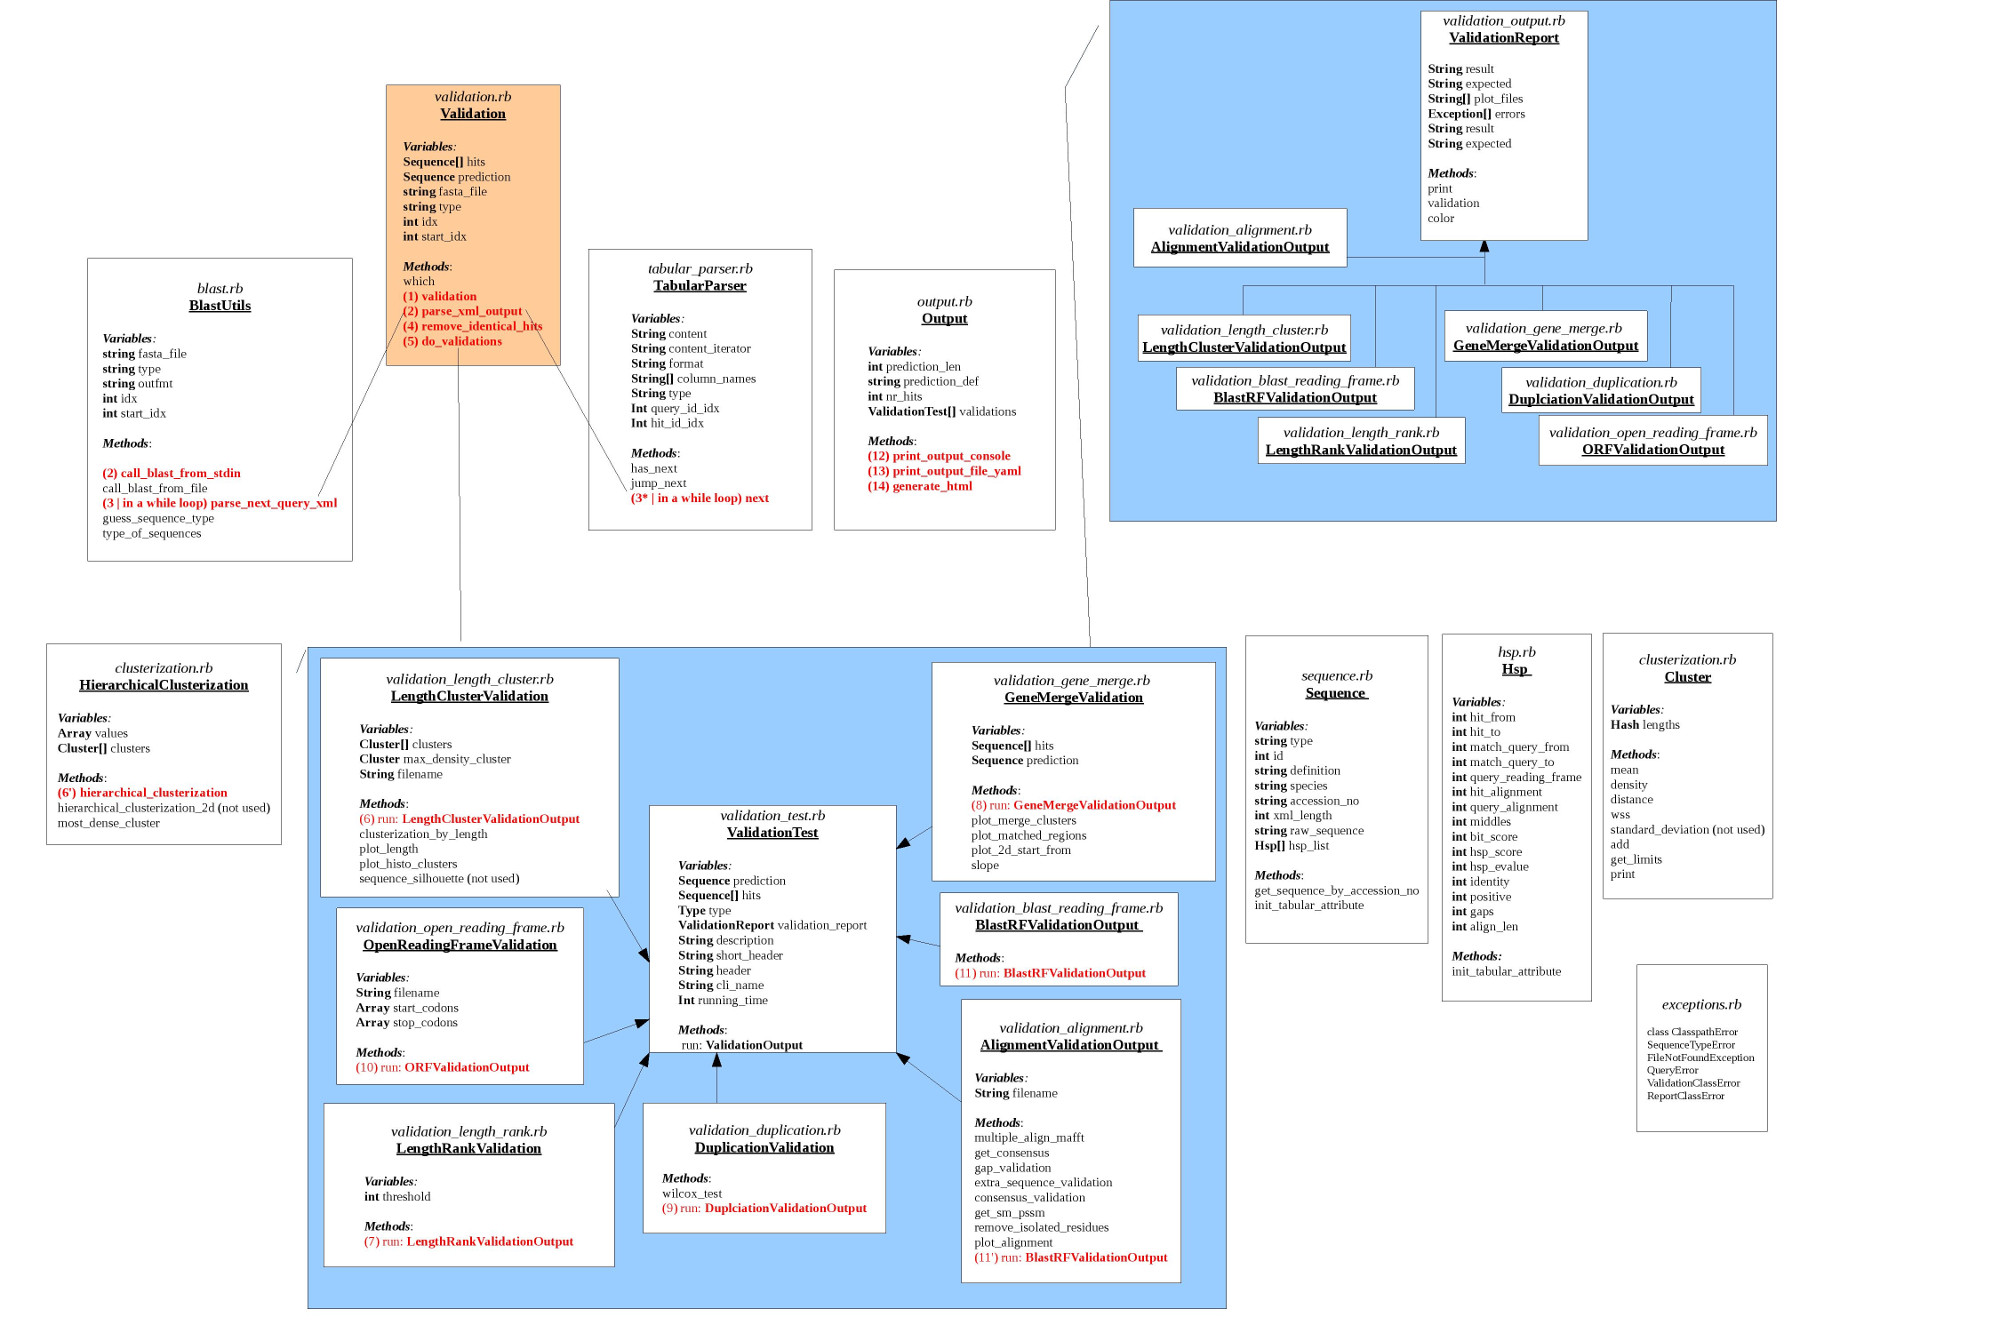 validation.rb
Validation
Variables:
Sequence[] hits
Sequence prediction
string fasta_file
string type
int idx
int start_idx
Methods:
which
(1) validation
(2) parse_xml_output
(4) remove_identical_hits
(5) do_validations
blast.rb
BlastUtils
Variables:
string fasta_file
string type
string outfmt
int idx
int start_idx
Methods:
(2) call_blast_from_stdin
call_blast_from_file
(3 | in a while loop) parse_next_query_xml
guess_sequence_type
type_of_sequences
tabular_parser.rb
TabularParser
Variables:
String content
String content_iterator
String format
String[] column_names
String type
Int query_id_idx
Int hit_id_idx
Methods:
has_next
jump_next
(3* | in a while loop) next
output.rb
Output
Variables:
int prediction_len
string prediction_def
int nr_hits
ValidationTest[] validations
Methods:
(12) print_output_console
(13) print_output_file_yaml
(14) generate_html
validation_output.rb
ValidationReport
String result
String expected
String[] plot_files
Exception[] errors
String result
String expected
Methods:
print
validation
color
validation_alignment.rb
AlignmentValidationOutput
validation_length_cluster.rb
LengthClusterValidationOutput
validation_gene_merge.rb
GeneMergeValidationOutput
validation_blast_reading_frame.rb
BlastRFValidationOutput
validation_duplication.rb
DuplciationValidationOutput
validation_length_rank.rb
LengthRankValidationOutput
validation_open_reading_frame.rb
ORFValidationOutput
clusterization.rb
HierarchicalClusterization
Variables:
Array values
Cluster[] clusters
Methods:
(6') hierarchical_clusterization
hierarchical_clusterization_2d (not used)
most_dense_cluster
validation_length_cluster.rb
LengthClusterValidation
Variables:
Cluster[] clusters
Cluster max_density_cluster
String filename
Methods:
(6) run: LengthClusterValidationOutput
clusterization_by_length
plot_length
plot_histo_clusters
sequence_silhouette (not used)
validation_open_reading_frame.rb
OpenReadingFrameValidation
Variables:
String filename
Array start_codons
Array stop_codons
Methods:
(10) run: ORFValidationOutput
validation_length_rank.rb
LengthRankValidation
Variables:
int threshold
Methods:
(7) run: LengthRankValidationOutput
validation_test.rb
ValidationTest
Variables:
Sequence prediction
Sequence[] hits
Type type
ValidationReport validation_report
String description
String short_header
String header
String cli_name
Int running_time
Methods:
run: ValidationOutput
validation_duplication.rb
DuplicationValidation
Methods:
wilcox_test
(9) run: DuplciationValidationOutput
validation_gene_merge.rb
GeneMergeValidation
Variables:
Sequence[] hits
Sequence prediction
Methods:
(8) run: GeneMergeValidationOutput
plot_merge_clusters
plot_matched_regions
plot_2d_start_from
slope
validation_blast_reading_frame.rb
BlastRFValidationOutput
Methods:
(11) run: BlastRFValidationOutput
validation_alignment.rb
AlignmentValidationOutput
Variables:
String filename
Methods:
multiple_align_mafft
get_consensus
gap_validation
extra_sequence_validation
consensus_validation
get_sm_pssm
remove_isolated_residues
plot_alignment
(11') run: BlastRFValidationOutput
sequence.rb
Sequence
Variables:
string type
int id
string definition
string species
string accession_no
int xml_length
string raw_sequence
Hsp[] hsp_list
Methods:
get_sequence_by_accession_no
init_tabular_attribute
hsp.rb
Hsp
Variables:
int hit_from
int hit_to
int match_query_from
int match_query_to
int query_reading_frame
int hit_alignment
int query_alignment
int middles
int bit_score
int hsp_score
int hsp_evalue
int identity
int positive
int gaps
int align_len
Methods:
init_tabular_attribute
clusterization.rb
Cluster
Variables:
Hash lengths
Methods:
mean
density
distance
wss
standard_deviation (not used)
add
get_limits
print
exceptions.rb
class ClasspathError
SequenceTypeError
FileNotFoundException
QueryError
ValidationClassError
ReportClassError